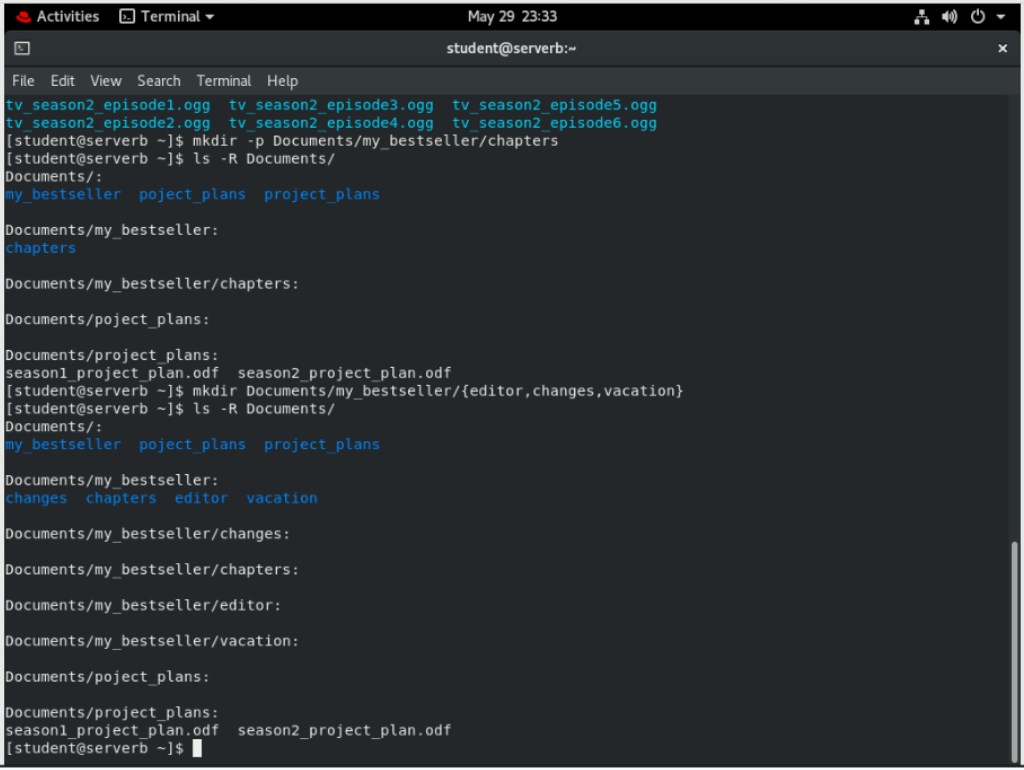 Activities Terminal May 29 23:33
student@serverb:~
File Edit View Search Terminal Help
tv_season2_episode1.ogg tv_season2_episode3.ogg tv_season2_episode5.ogg
tv_season2_episode2.ogg tv_season2_episode4.ogg tv_season2_episode6.ogg
[student@serverb ~]$ mkdir -p Documents/my_bestseller/chapters
[student@serverb ~]$ ls -R Documents/
Documents/:
my_bestseller poject_plans project_plans
Documents/my_bestseller:
chapters
Documents/my_bestseller/chapters:
Documents/poject_plans:
Documents/project_plans:
season1_project_plan.odf season2_project_plan.odf
[student@serverb ~]$ mkdir Documents/my_bestseller/{editor,changes,vacation}
[student@serverb ~]$ ls -R Documents/
Documents/:
my_bestseller poject_plans project_plans
Documents/my_bestseller:
changes chapters editor vacation
Documents/my_bestseller/changes:
Documents/my_bestseller/chapters:
Documents/my_bestseller/editor:
Documents/my_bestseller/vacation:
Documents/poject_plans:
Documents/project_plans:
season1_project_plan.odf season2_project_plan.odf
[student@serverb ~]$